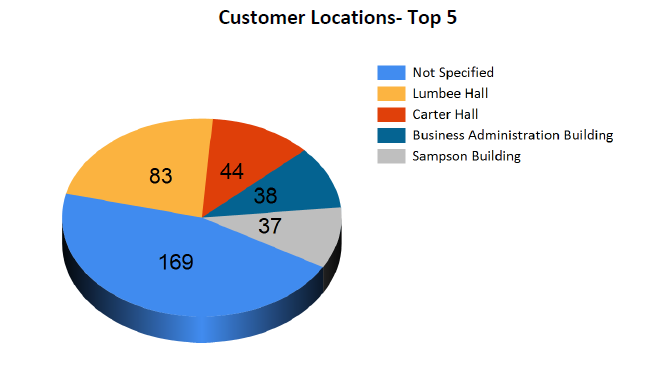 Customer Locations- Top 5
Not Specified
Lumbee Hall
Carter Hall
Business Administration Building
Sampson Building
83
44
38
37
169